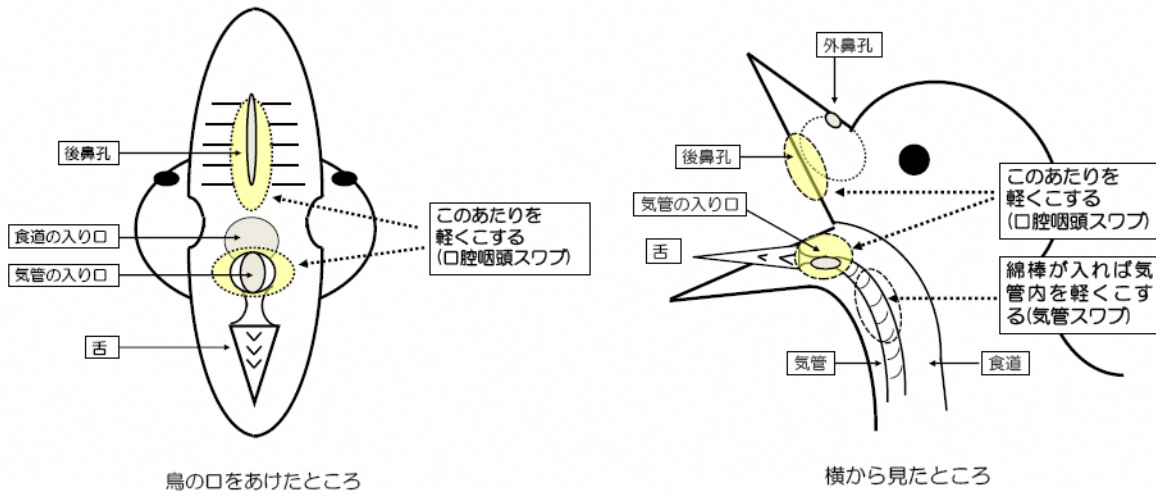 後鼻孔
食道の入り口
気管の入り口
舌
このあたりを
軽くこする
(口腔咽頭スワブ)
鳥の口をあけたところ
外鼻孔
後鼻孔
気管の入り口
舌
このあたりを
軽くこする
(口腔咽頭スワブ)
綿棒が入れば気
管内を軽くこす
る(気管スワブ)
気管
食道
横から見たところ